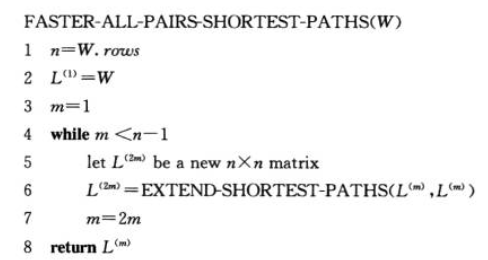 FASTER-ALL-PAIRS-SHORTEST-PATHS(W)
1 n=W. rows
2 L⁽¹⁾=W
3 m=1
4 while m <n−1
5 let L⁽²ᵐ⁾ be a new n×n matrix
6 L⁽²ᵐ⁾=EXTEND-SHORTEST-PATHS(L⁽ᵐ⁾,L⁽ᵐ⁾)
7 m=2m
8 return L⁽ᵐ⁾